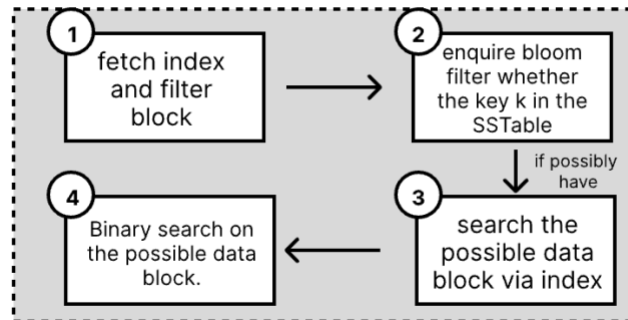 1
fetch index
and filter
block
2
enquire bloom
filter whether
the key k in the
SSTable
if possibly
have
3
search the
possible data
block via index
4
Binary search on
the possible data
block.